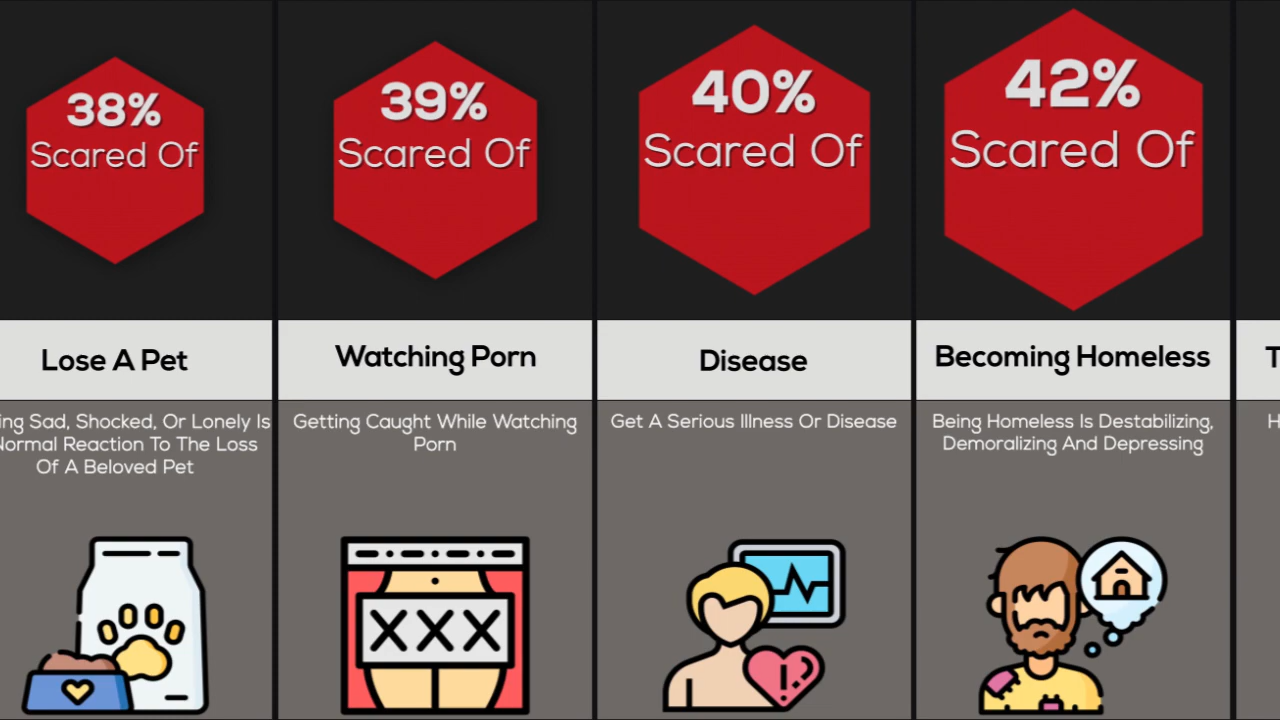 38%
Scared Of
Lose A Pet
ing Sad, Shocked, Or Lonely Is
Normal Reaction To The Loss
Of A Beloved Pet
39%
Scared Of
Watching Porn
Getting Caught While Watching
Porn
XXX
40%
Scared Of
Disease
Get A Serious Illness Or Disease
42%
Scared Of
Becoming Homeless
Being Homeless Is Destabilizing,
Demoralizing And Depressing
T
H